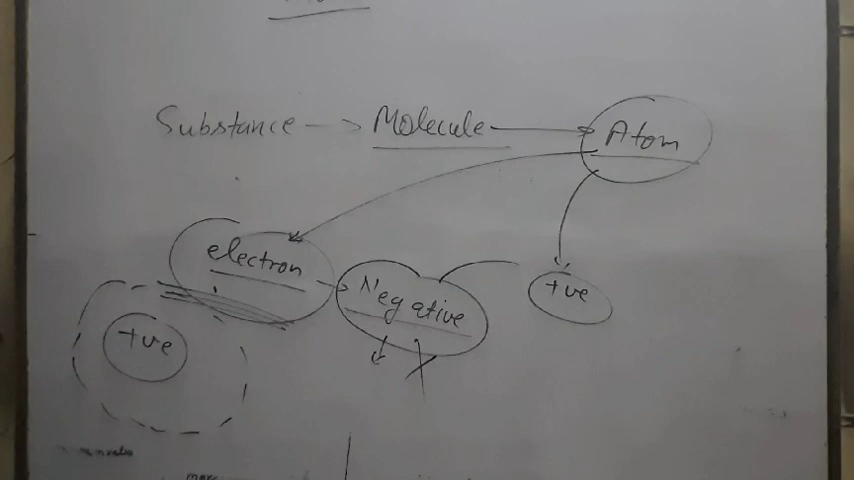 Substance → Molecule → Atom
electron → Negative
+ve
+ve